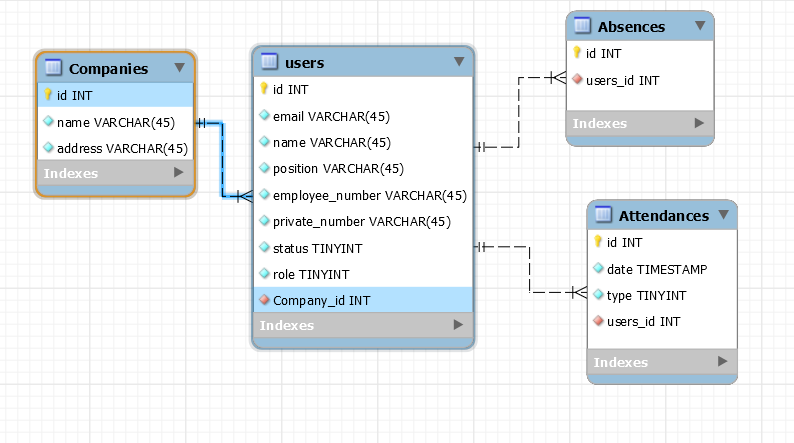 Companies
id INT
name VARCHAR(45)
address VARCHAR(45)
Indexes
users
id INT
email VARCHAR(45)
name VARCHAR(45)
position VARCHAR(45)
employee_number VARCHAR(45)
private_number VARCHAR(45)
status TINYINT
role TINYINT
Company_id INT
Indexes
Absences
id INT
users_id INT
Indexes
Attendances
id INT
date TIMESTAMP
type TINYINT
users_id INT
Indexes